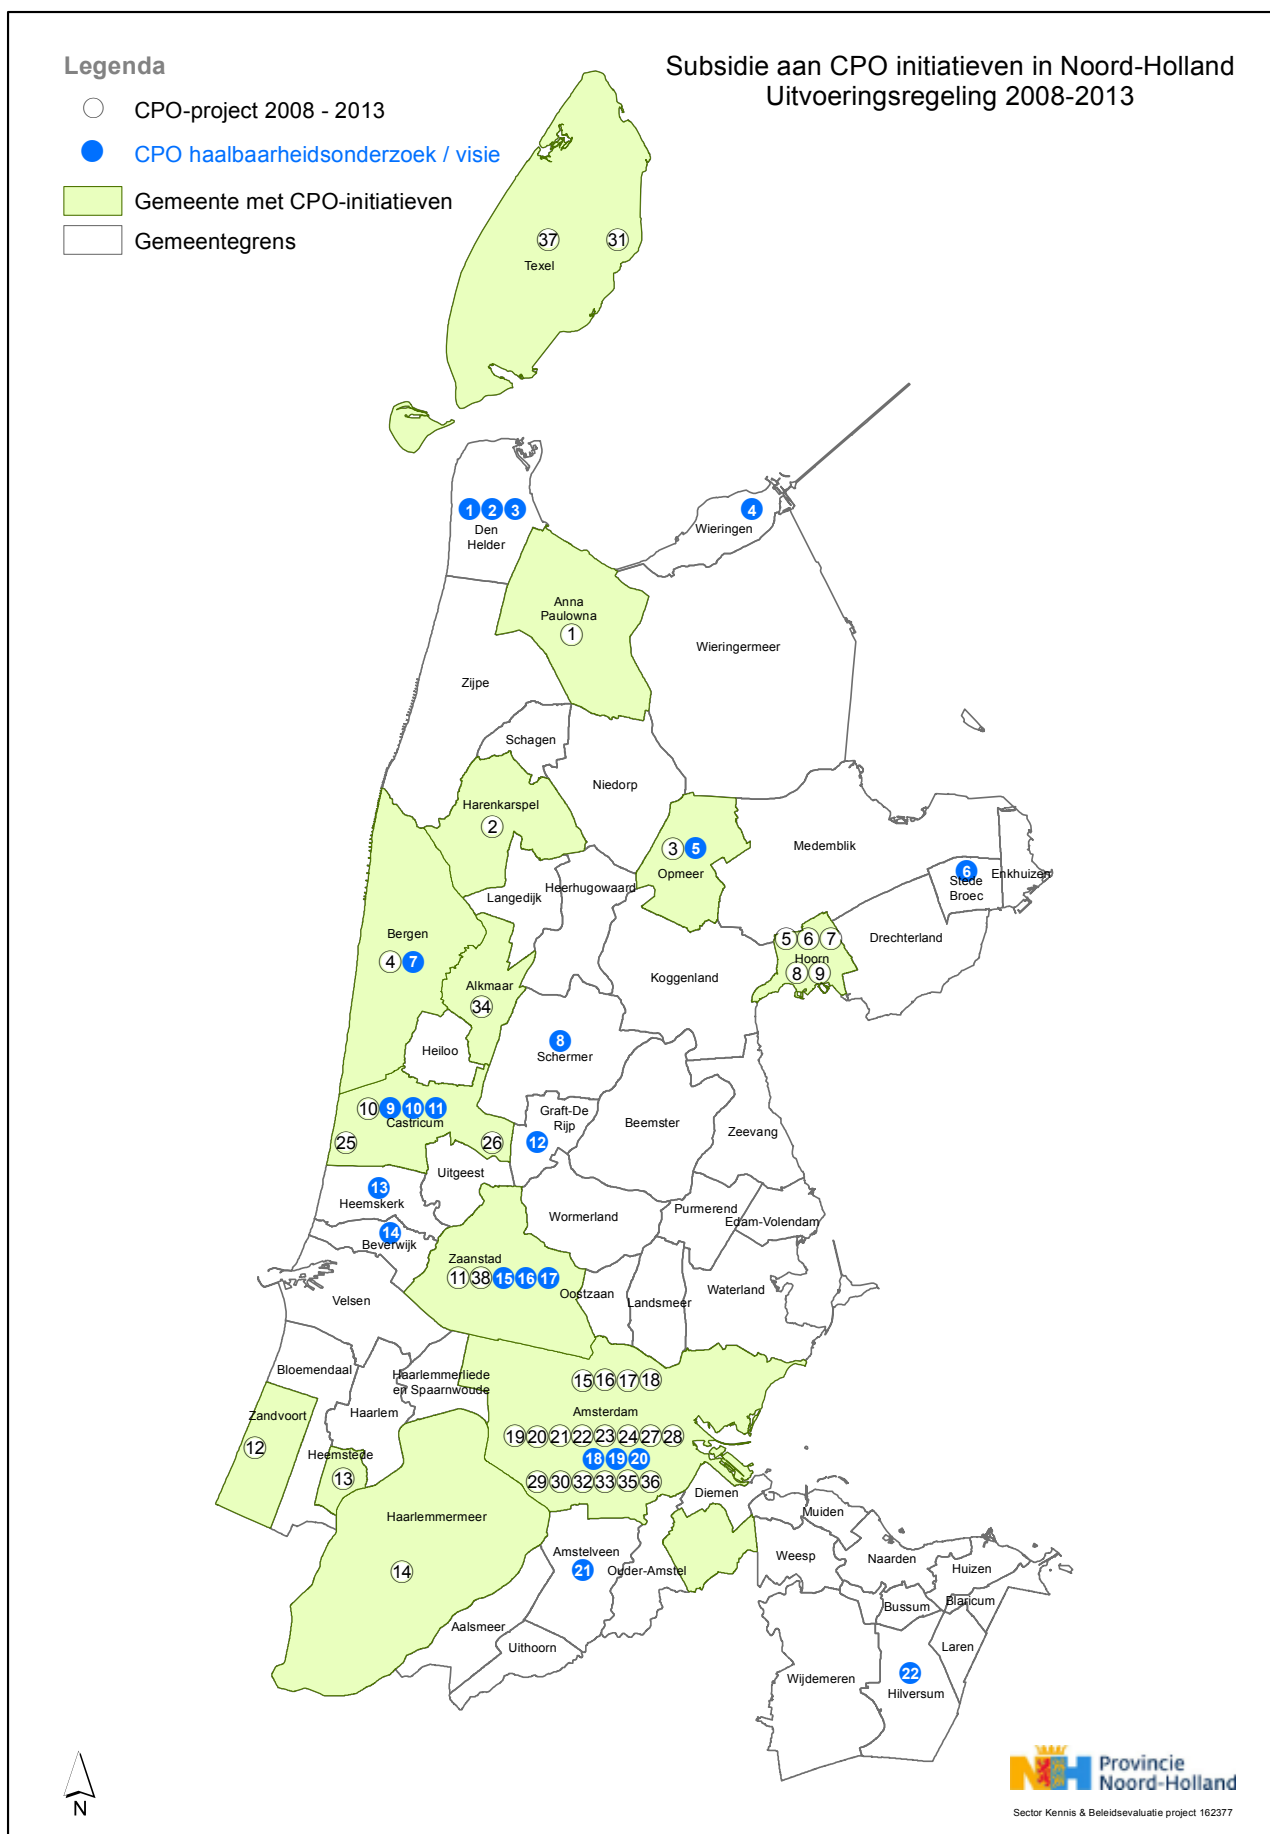 Legenda
CPO-project 2008 - 2013
CPO haalbaarheidsonderzoek / visie
Gemeente met CPO-initiatieven
Gemeentegrens
Subsidie aan CPO initiatieven in Noord-Holland
Uitvoeringsregeling 2008-2013
37 31
Texel
1 2 3
Den
Helder
4
Wieringen
Anna
Paulowna
1
Wieringermeer
Zijpe
Schagen
Niedorp
Harenkarspel
2
3 5
Opmeer
Medemblik
6
Stede
Broec
Enkhuizen
Langedijk
Heerhugowaard
Bergen
4 7
Alkmaar
34
Koggenland
5 6 7
Hoorn
8 9
Drechterland
Heiloo
8
Schermer
10 9 10 11
Castricum
25 26
Graft-De
Rijp
12
Beemster
Zeevang
Uitgeest
13
Heemskerk
14
Beverwijk
Wormerland
Purmerend
Edam-Volendam
Zaanstad
11 38 15 16 17
Oostzaan
Landsmeer
Waterland
Velsen
Bloemendaal
Haarlemmerliede
en Spaarnwoude
15 16 17 18
Amsterdam
19 20 21 22 23 24 27 28
18 19 20
29 30 32 33 35 36
Zandvoort
12
Haarlem
Heemstede
13
Haarlemmermeer
14
Diemen
Muiden
Weesp
Naarden
Huizen
Amstelveen
21
Ouder-Amstel
Bussum
Blaricum
Aalsmeer
Uithoorn
Laren
Wijdemeren
22
Hilversum
N
NH
Provincie
Noord-Holland
Sector Kennis & Beleidsevaluatie project 162377